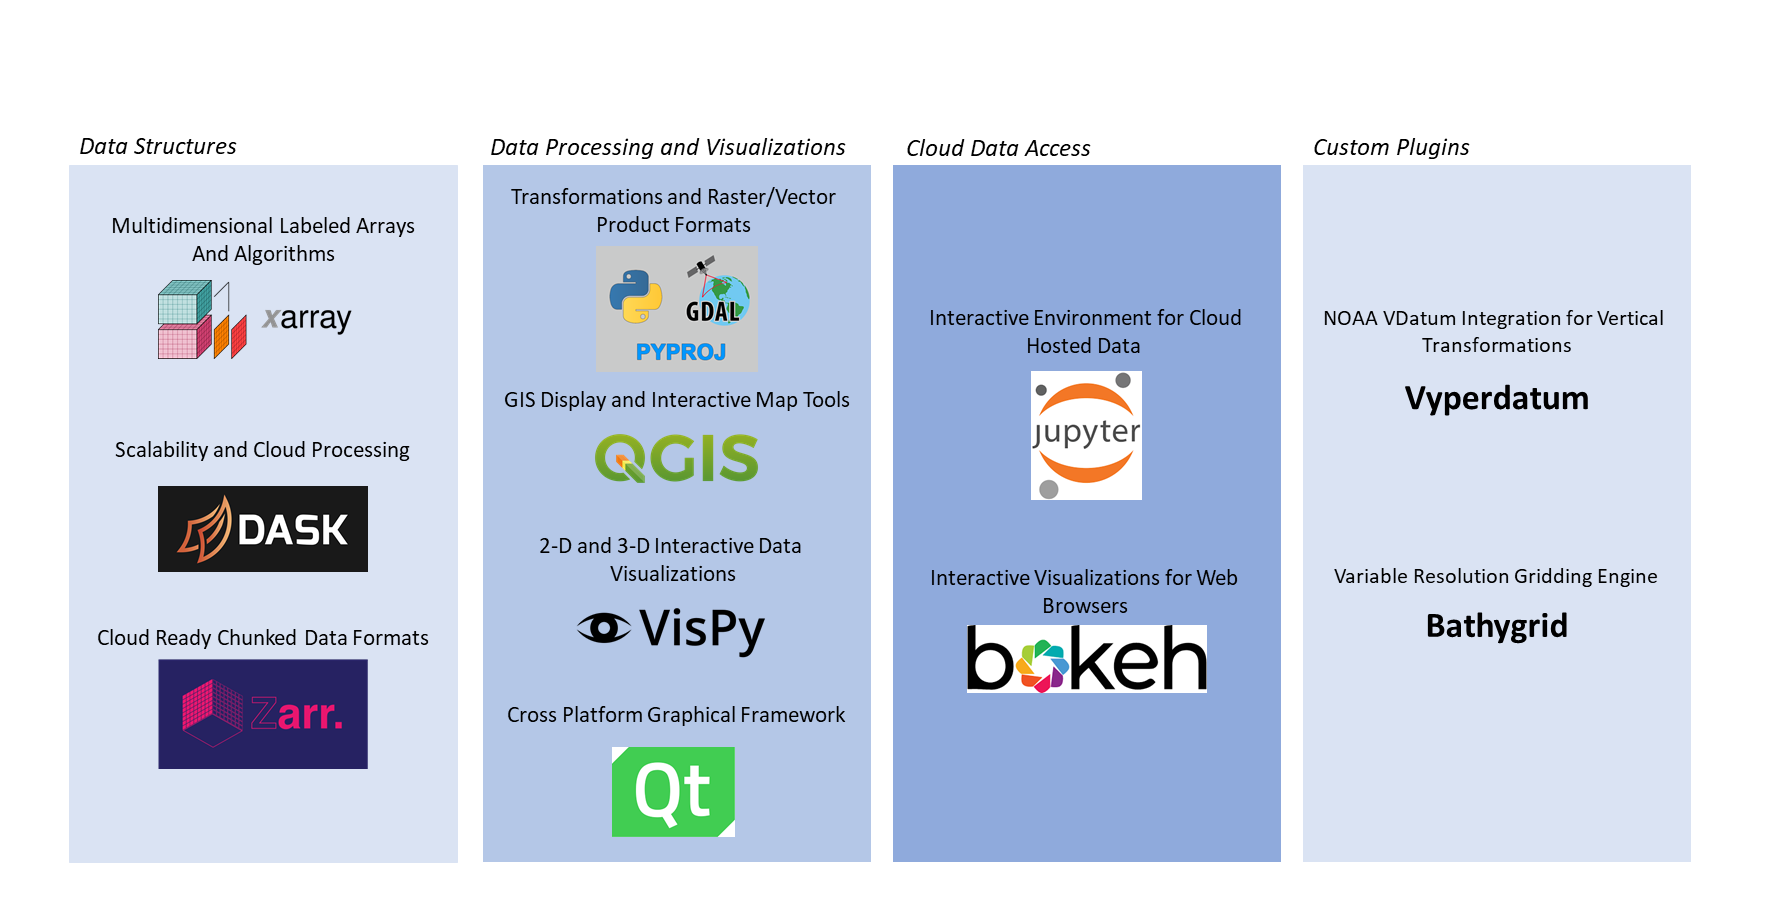 Data Structures
Multidimensional Labeled Arrays
And Algorithms
xarray
Scalability and Cloud Processing
DASK
Cloud Ready Chunked Data Formats
Zarr.
Data Processing and Visualizations
Transformations and Raster/Vector
Product Formats
GDAL
PYPROJ
GIS Display and Interactive Map Tools
QGIS
2-D and 3-D Interactive Data
Visualizations
VisPy
Cross Platform Graphical Framework
Qt
Cloud Data Access
Interactive Environment for Cloud
Hosted Data
jupyter
Interactive Visualizations for Web
Browsers
bokeh
Custom Plugins
NOAA VDatum Integration for Vertical
Transformations
Vyperdatum
Variable Resolution Gridding Engine
Bathygrid